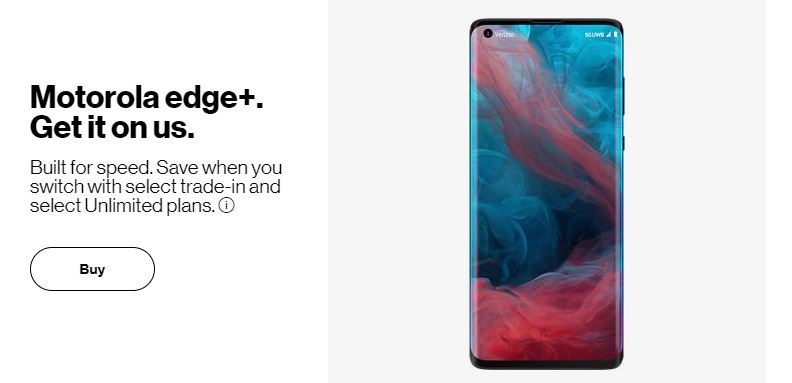 Motorola edge+.
Get it on us.
Built for speed. Save when you
switch with select trade-in and
select Unlimited plans. ⓘ
Buy
Verizon 5G UWB